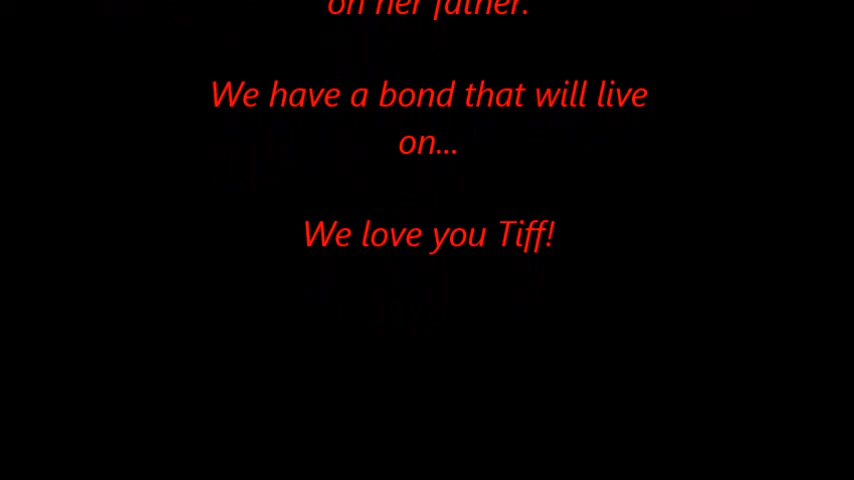 on her father.
We have a bond that will live
on...
We love you Tiff!